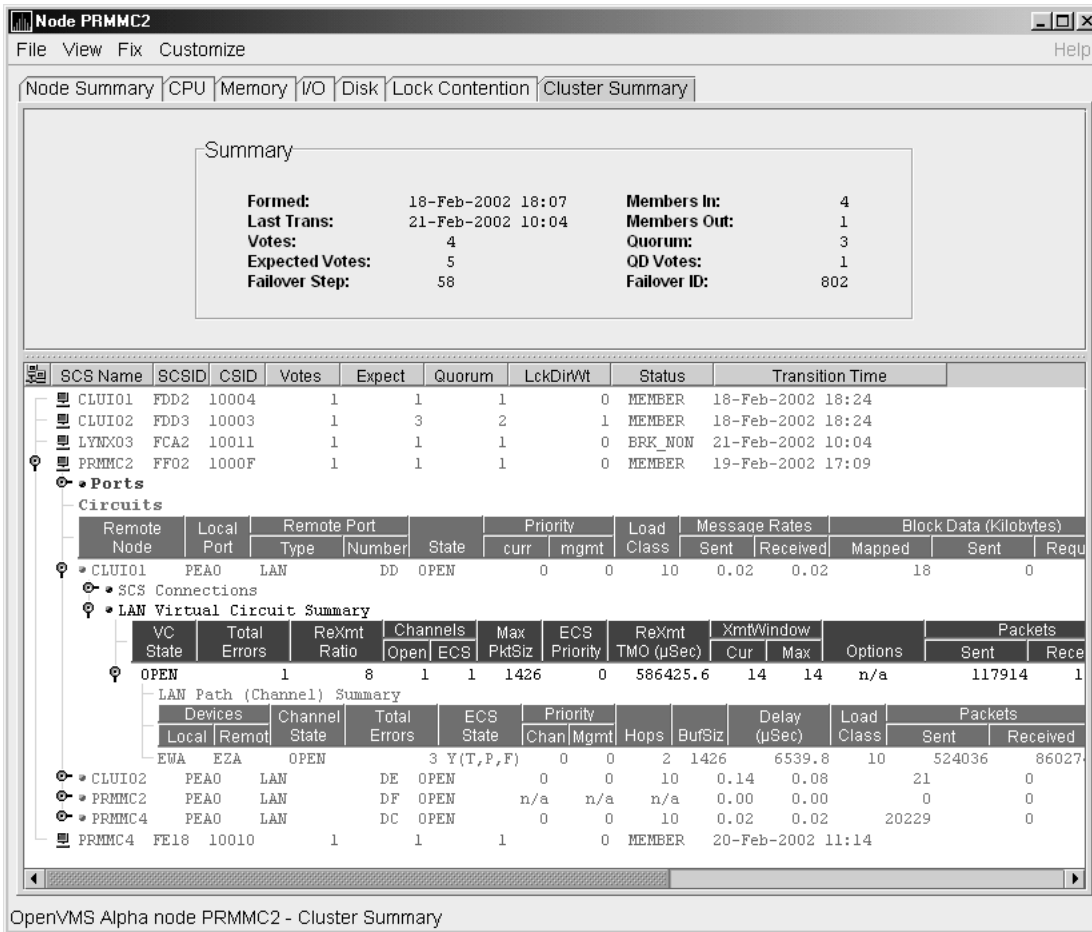 Node PRMMC2
File View Fix Customize Help
Node Summary CPU Memory I/O Disk Lock Contention Cluster Summary
Summary
Formed: 18-Feb-2002 18:07 Members In: 4
Last Trans: 21-Feb-2002 10:04 Members Out: 1
Votes: 4 Quorum: 3
Expected Votes: 5 QD Votes: 1
Failover Step: 58 Failover ID: 802
SCS Name SCSID CSID Votes Expect Quorum LckDirWt Status Transition Time
CLUI01 FDD2 10004 1 1 1 0 MEMBER 18-Feb-2002 18:24
CLUI02 FDD3 10003 1 3 2 1 MEMBER 18-Feb-2002 18:24
LYNX03 FCA2 10011 1 1 1 0 BRK_NON 21-Feb-2002 10:04
PRMMC2 FF02 1000F 1 1 1 0 MEMBER 19-Feb-2002 17:09
Ports
Circuits
Remote Local Remote Port Priority Load Message Rates Block Data (Kilobytes)
Node Port Type Number State curr mgmt Class Sent Received Mapped Sent Requ
CLUI01 PEA0 LAN DD OPEN 0 0 10 0.02 0.02 18 0
SCS Connections
LAN Virtual Circuit Summary
VC Total ReXmt Channels Max ECS ReXmt XmtWindow Packets
State Errors Ratio Open ECS PktSiz Priority TMO (µSec) Cur Max Options Sent Rece
OPEN 1 8 1 1 1426 0 586425.6 14 14 n/a 117914 1
LAN Path (Channel) Summary
Devices Channel Total ECS Priority Delay Load Packets
Local Remot State Errors State Chan Mgmt Hops BufSiz (µSec) Class Sent Received
EWA EZA OPEN 3 Y(T,P,F) 0 0 2 1426 6539.8 10 524036 860274
CLUI02 PEA0 LAN DE OPEN 0 0 10 0.14 0.08 21 0
PRMMC2 PEA0 LAN DF OPEN n/a n/a n/a 0.00 0.00 0 0
PRMMC4 PEA0 LAN DC OPEN 0 0 10 0.02 0.02 20229 0
PRMMC4 FE18 10010 1 1 1 0 MEMBER 20-Feb-2002 11:14
OpenVMS Alpha node PRMMC2 - Cluster Summary